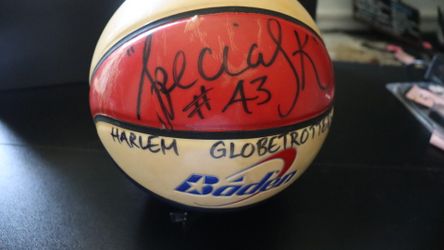 "Special K"
# 43
HARLEM GLOBETROTTERS
Baden